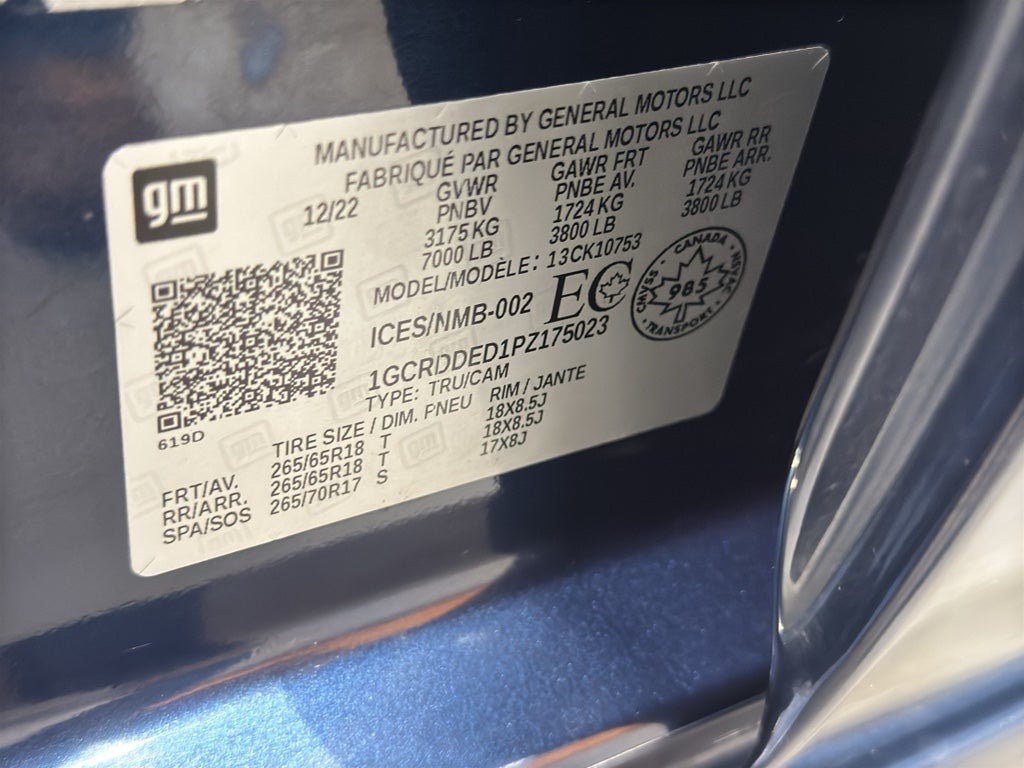 gm
MANUFACTURED BY GENERAL MOTORS LLC
FABRIQUÉ PAR GENERAL MOTORS LLC
12/22 GVWR GAWR FRT GAWR RR
PNBV PNBE AV. PNBE ARR.
3175 KG 1724 KG 1724 KG
7000 LB 3800 LB 3800 LB
MODEL/MODÈLE: 13CK10753
ICES/NMB-002 EC
CANADA
985
TRANSPORT
1GCRDDED1PZ175023
TYPE: TRU/CAM
619D
TIRE SIZE / DIM. PNEU RIM / JANTE
FRT/AV. 265/65R18 T 18X8.5J
RR/ARR. 265/65R18 T 18X8.5J
SPA/SOS 265/70R17 S 17X8J